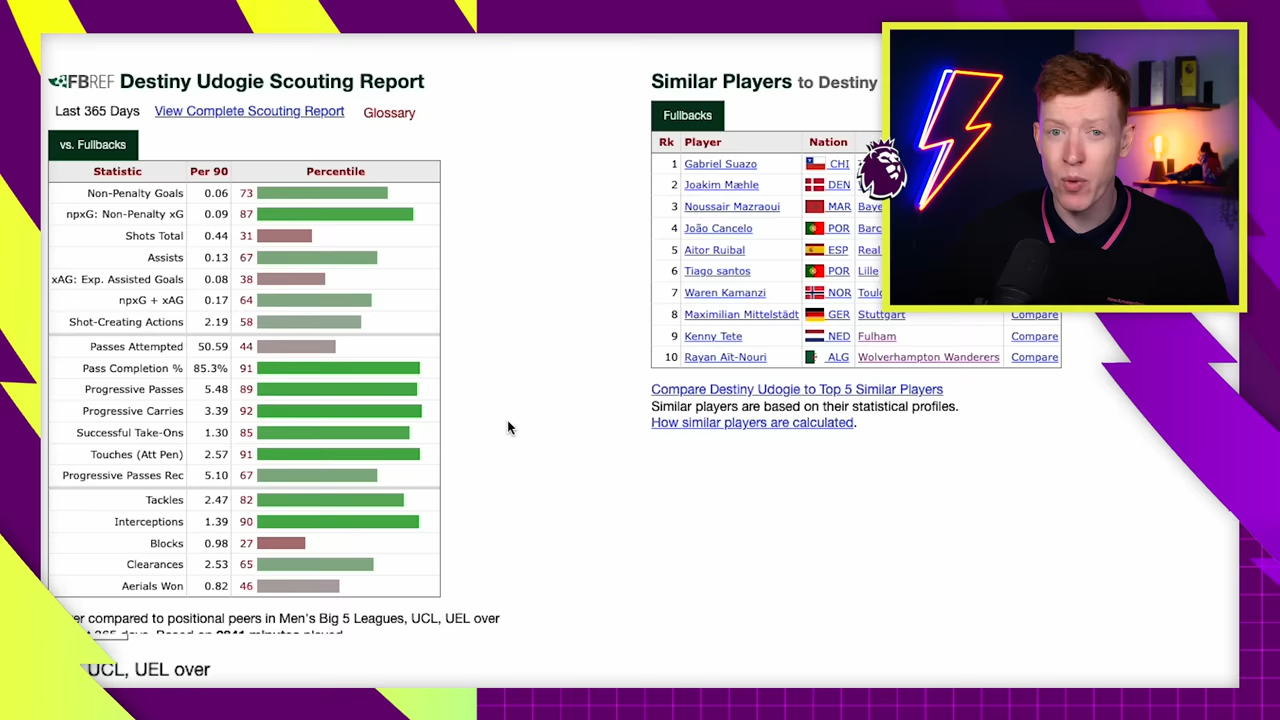 FBREF Destiny Udogie Scouting Report
Last 365 Days View Complete Scouting Report Glossary
vs. Fullbacks
Statistic Per 90 Percentile
Non-Penalty Goals 0.06 73
npxG: Non-Penalty xG 0.09 87
Shots Total 0.44 31
Assists 0.13 67
xAG: Exp. Assisted Goals 0.08 38
npxG + xAG 0.17 64
Shot-Creating Actions 2.19 58
Passes Attempted 50.59 44
Pass Completion % 85.3% 91
Progressive Passes 5.48 89
Progressive Carries 3.39 92
Successful Take-Ons 1.30 85
Touches (Att Pen) 2.57 91
Progressive Passes Rec 5.10 67
Tackles 2.47 82
Interceptions 1.39 90
Blocks 0.98 27
Clearances 2.53 65
Aerials Won 0.82 46
compared to positional peers in Men's Big 5 Leagues, UCL, UEL over
365 days. Based on 2841 minutes played.
UCL, UEL over
Similar Players to Destiny
Fullbacks
Rk Player Nation
1 Gabriel Suazo CHI
2 Joakim Mæhle DEN
3 Noussair Mazraoui MAR Baye
4 João Cancelo POR Barc
5 Aitor Ruibal ESP Real
6 Tiago santos POR Lille
7 Waren Kamanzi NOR Toulo
8 Maximilian Mittelstädt GER Stuttgart Compare
9 Kenny Tete NED Fulham Compare
10 Rayan Aït-Nouri ALG Wolverhampton Wanderers Compare
Compare Destiny Udogie to Top 5 Similar Players
Similar players are based on their statistical profiles.
How similar players are calculated.